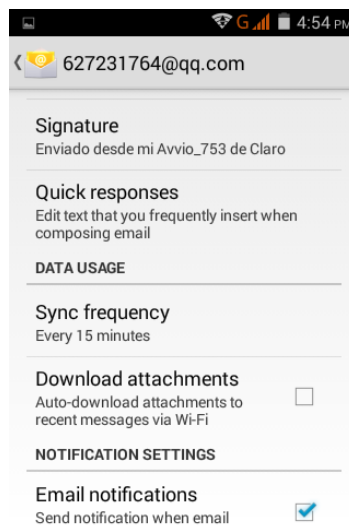 G 4:54 PM
627231764@qq.com
Signature
Enviado desde mi Avvio_753 de Claro
Quick responses
Edit text that you frequently insert when
composing email
DATA USAGE
Sync frequency
Every 15 minutes
Download attachments
Auto-download attachments to
recent messages via Wi-Fi
NOTIFICATION SETTINGS
Email notifications
Send notification when email